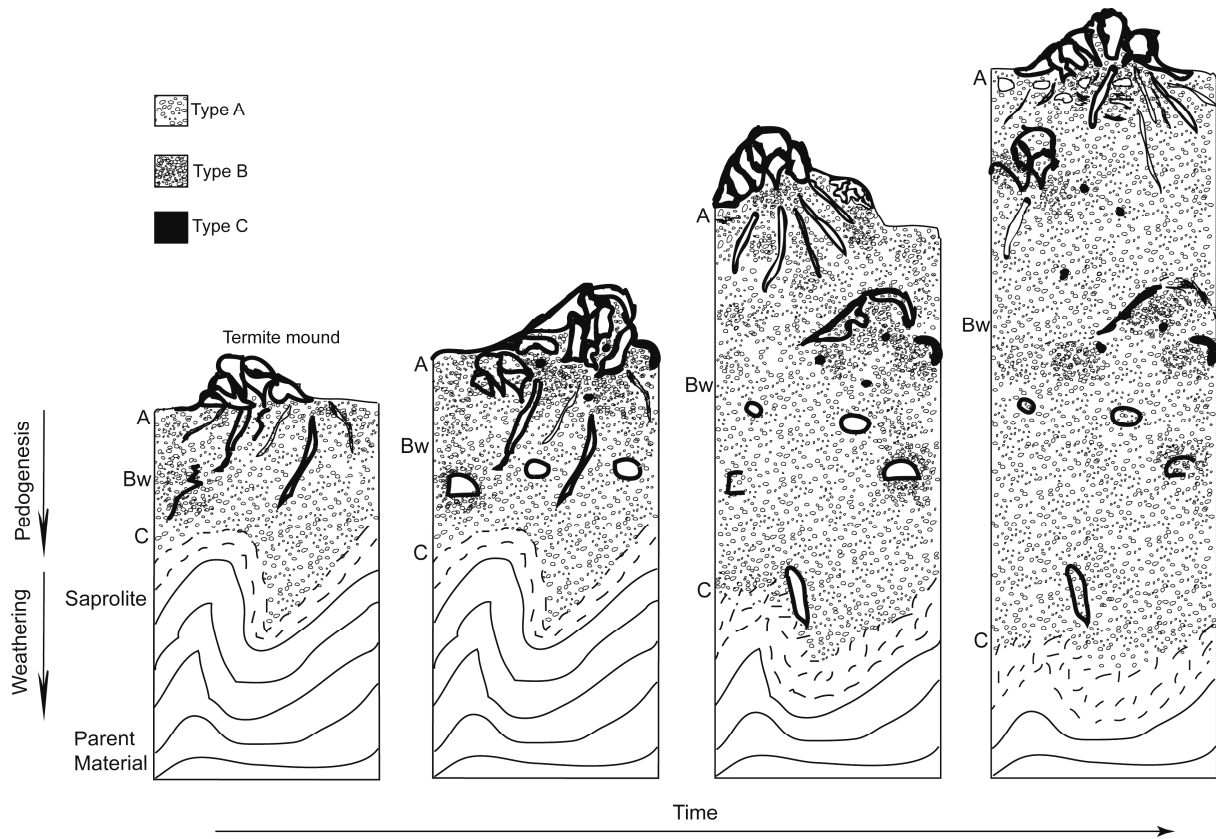 Type A
Type B
Type C
Termite mound
A
Bw
C
Saprolite
Parent
Material
Pedogenesis
Weathering
A
Bw
C
A
Bw
C
A
Bw
C
Time